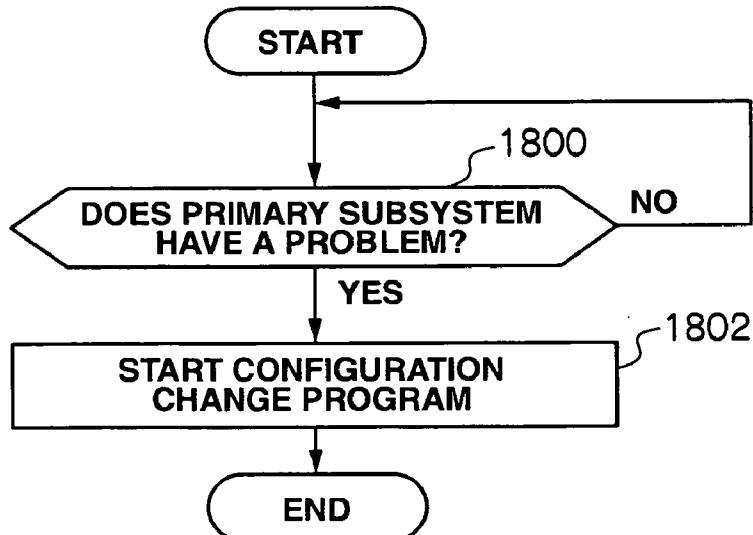 START
1800
DOES PRIMARY SUBSYSTEM
HAVE A PROBLEM?
NO
YES
1802
START CONFIGURATION
CHANGE PROGRAM
END